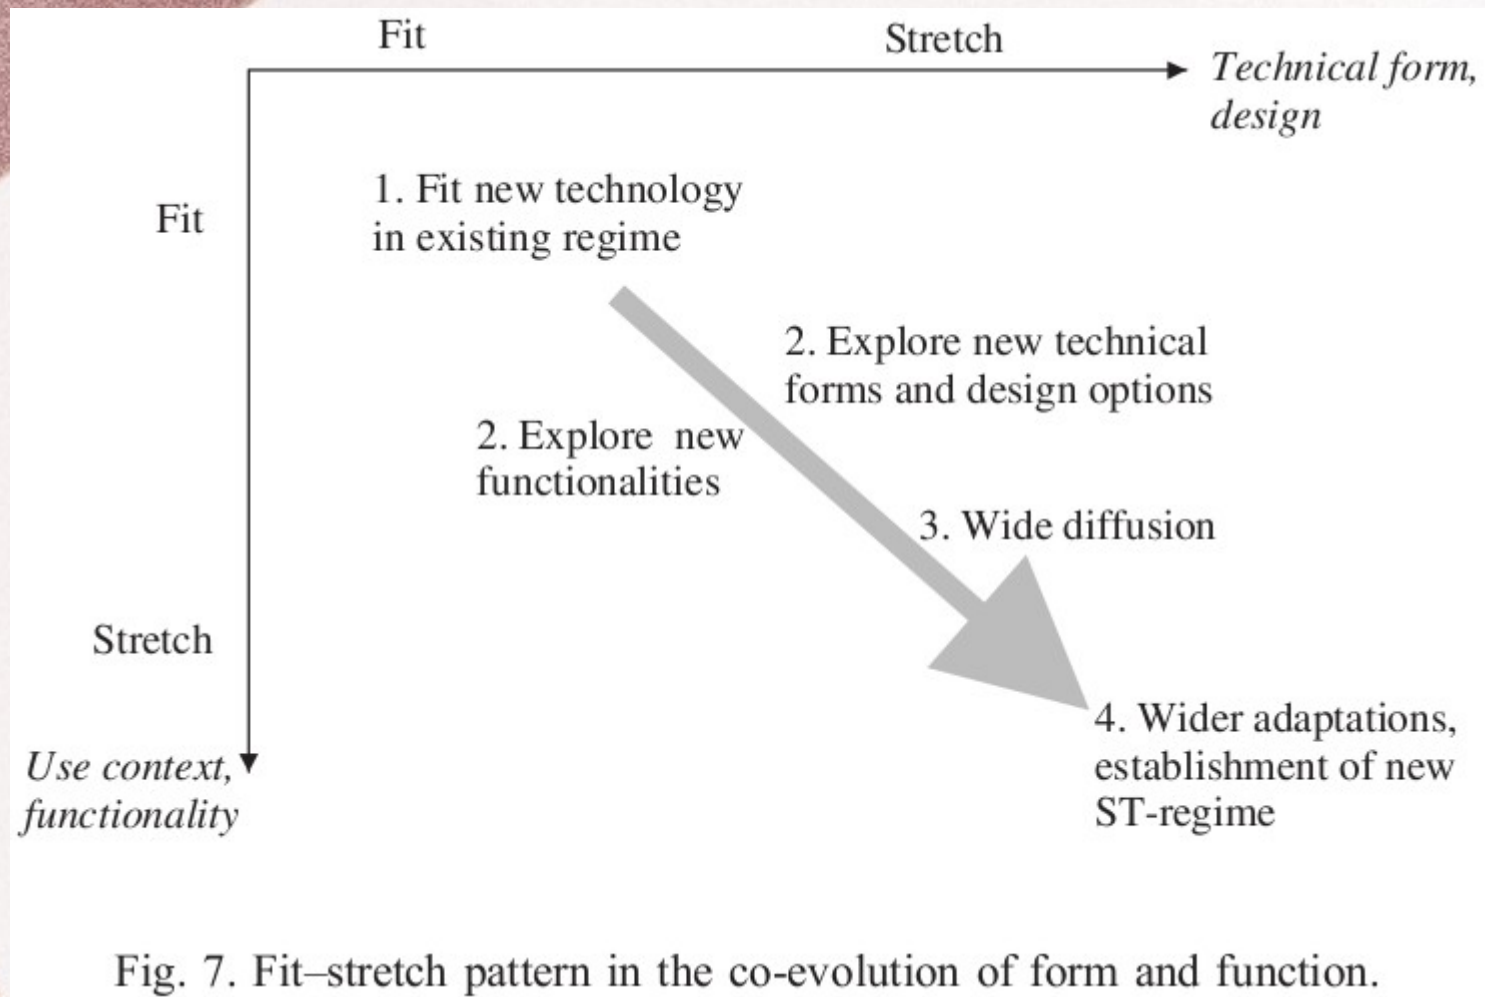 Fit
Stretch
Technical form,
design
Fit
1. Fit new technology
in existing regime
2. Explore new technical
forms and design options
2. Explore new
functionalities
3. Wide diffusion
Stretch
4. Wider adaptations,
establishment of new
ST-regime
Use context,
functionality
Fig. 7. Fit–stretch pattern in the co-evolution of form and function.